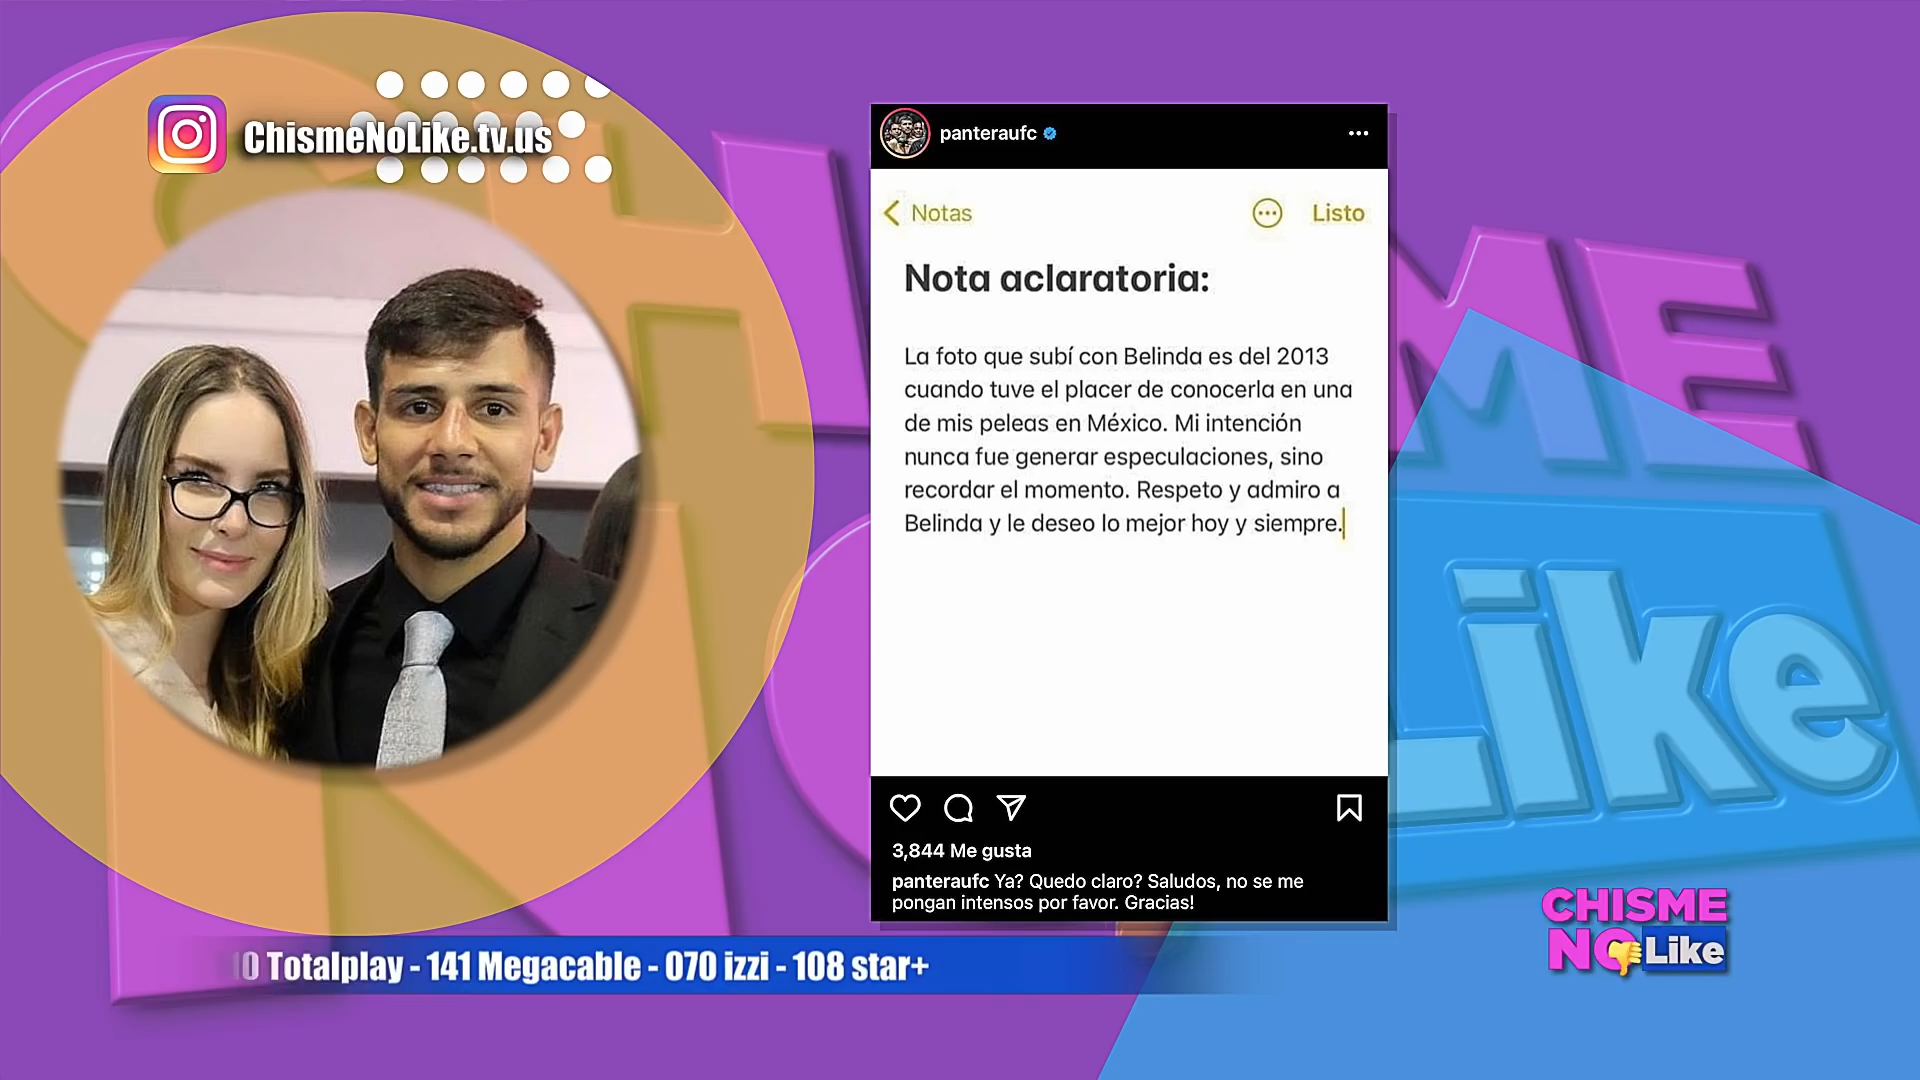 ChismeNoLike.tv.us
panteraufc
Notas
Listo
Nota aclaratoria:
La foto que subí con Belinda es del 2013
cuando tuve el placer de conocerla en una
de mis peleas en México. Mi intención
nunca fue generar especulaciones, sino
recordar el momento. Respeto y admiro a
Belinda y le deseo lo mejor hoy y siempre.
3,844 Me gusta
panteraufc Ya? Quedo claro? Saludos, no se me
pongan intensos por favor. Gracias!
ME
Like
CHISME
NO Like
0 Totalplay - 141 Megacable - 070 izzi - 108 star+